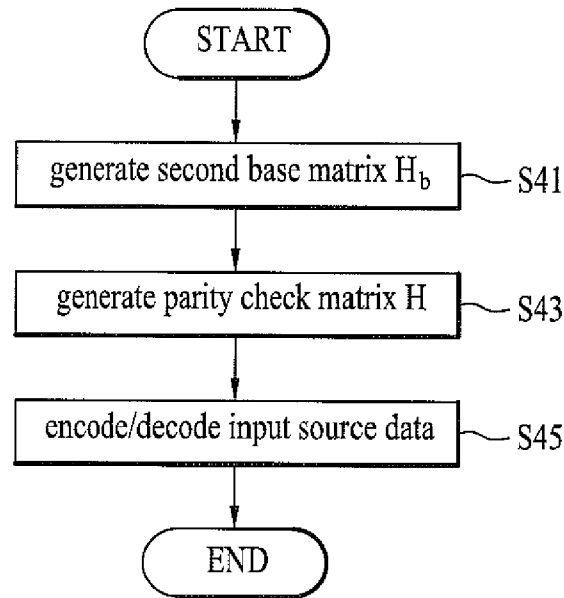 START
generate second base matrix H_b
S41
generate parity check matrix H
S43
encode/decode input source data
S45
END